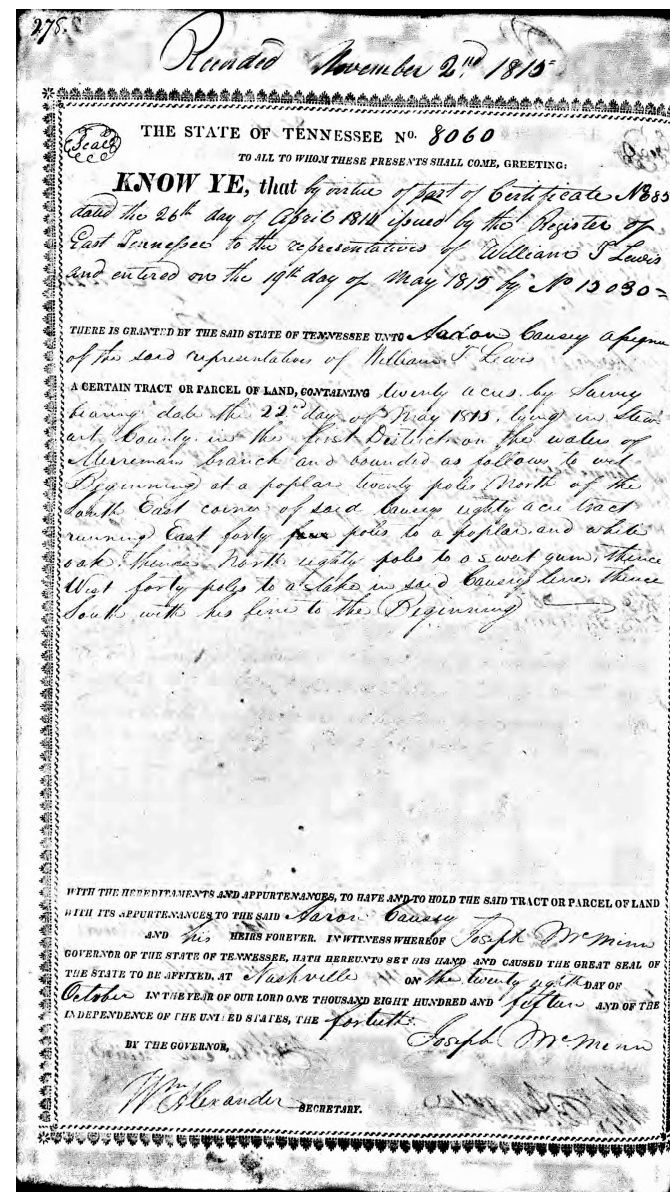 278.
Recorded November 2nd 1815
Seal
THE STATE OF TENNESSEE No. 8060
TO ALL TO WHOM THESE PRESENTS SHALL COME, GREETING:
KNOW YE, that by virtue of part of Certificate No 385
dated the 26th day of April 1814 issued by the Register of
East Tennessee to the representatives of William T Lewis
and entered on the 19th day of May 1815 by No 13030 =
THERE IS GRANTED BY THE SAID STATE OF TENNESSEE UNTO Aaron Causey assignee
of the said representatives of William T Lewis
A CERTAIN TRACT OR PARCEL OF LAND, CONTAINING twenty acres by Survey
bearing date the 22nd day of May 1815, lying in Stew
art County in the first District on the waters of
Merremans branch and bounded as follows to wit
Beginning at a poplar twenty poles North of the
South East corner of said Causeys eighty acre tract
running East forty poles to a poplar and white
oak, thence North eighty poles to a sweet gum, thence
West forty poles to a stake in said Causeys line, thence
South with his line to the Beginning
WITH THE HEREDITAMENTS AND APPURTENANCES, TO HAVE AND TO HOLD THE SAID TRACT OR PARCEL OF LAND
WITH ITS APPURTENANCES TO THE SAID Aaron Causey
AND his HEIRS FOREVER. IN WITNESS WHEREOF Joseph McMinn
GOVERNOR OF THE STATE OF TENNESSEE, HATH HEREUNTO SET HIS HAND AND CAUSED THE GREAT SEAL OF
THE STATE TO BE AFFIXED, AT Nashville ON the twenty eighth DAY OF
October IN THE YEAR OF OUR LORD ONE THOUSAND EIGHT HUNDRED AND fifteen AND OF THE
INDEPENDENCE OF THE UNITED STATES, THE fortieth.
Joseph McMinn
BY THE GOVERNOR,
Wm Alexander SECRETARY.